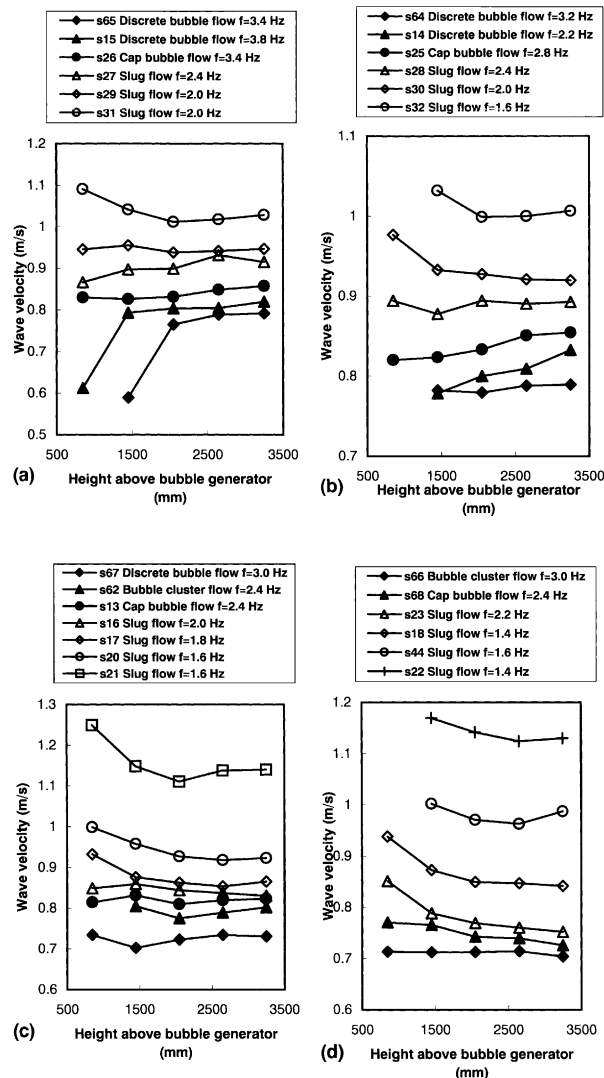 s65 Discrete bubble flow f=3.4 Hz
s15 Discrete bubble flow f=3.8 Hz
s26 Cap bubble flow f=3.4 Hz
s27 Slug flow f=2.4 Hz
s29 Slug flow f=2.0 Hz
s31 Slug flow f=2.0 Hz
1.2
1.1
1
0.9
0.8
0.7
0.6
0.5
Wave velocity (m/s)
500
1500
2500
3500
Height above bubble generator
(mm)
(a)
s64 Discrete bubble flow f=3.2 Hz
s14 Discrete bubble flow f=2.2 Hz
s25 Cap bubble flow f=2.8 Hz
s28 Slug flow f=2.4 Hz
s30 Slug flow f=2.0 Hz
s32 Slug flow f=1.6 Hz
1.1
1
0.9
0.8
0.7
Wave velocity (m/s)
500
1500
2500
3500
Height above bubble generator
(mm)
(b)
s67 Discrete bubble flow f=3.0 Hz
s62 Bubble cluster flow f=2.4 Hz
s13 Cap bubble flow f=2.4 Hz
s16 Slug flow f=2.0 Hz
s17 Slug flow f=1.8 Hz
s20 Slug flow f=1.6 Hz
s21 Slug flow f=1.6 Hz
1.3
1.2
1.1
1
0.9
0.8
0.7
0.6
Wave velocity (m/s)
500
1500
2500
3500
Height above bubble generator
(mm)
(c)
s66 Bubble cluster flow f=3.0 Hz
s68 Cap bubble flow f=2.4 Hz
s23 Slug flow f=2.2 Hz
s18 Slug flow f=1.4 Hz
s44 Slug flow f=1.6 Hz
s22 Slug flow f=1.4 Hz
1.2
1.1
1
0.9
0.8
0.7
0.6
Wave velocity (m/s)
500
1500
2500
3500
Height above bubble generator
(mm)
(d)